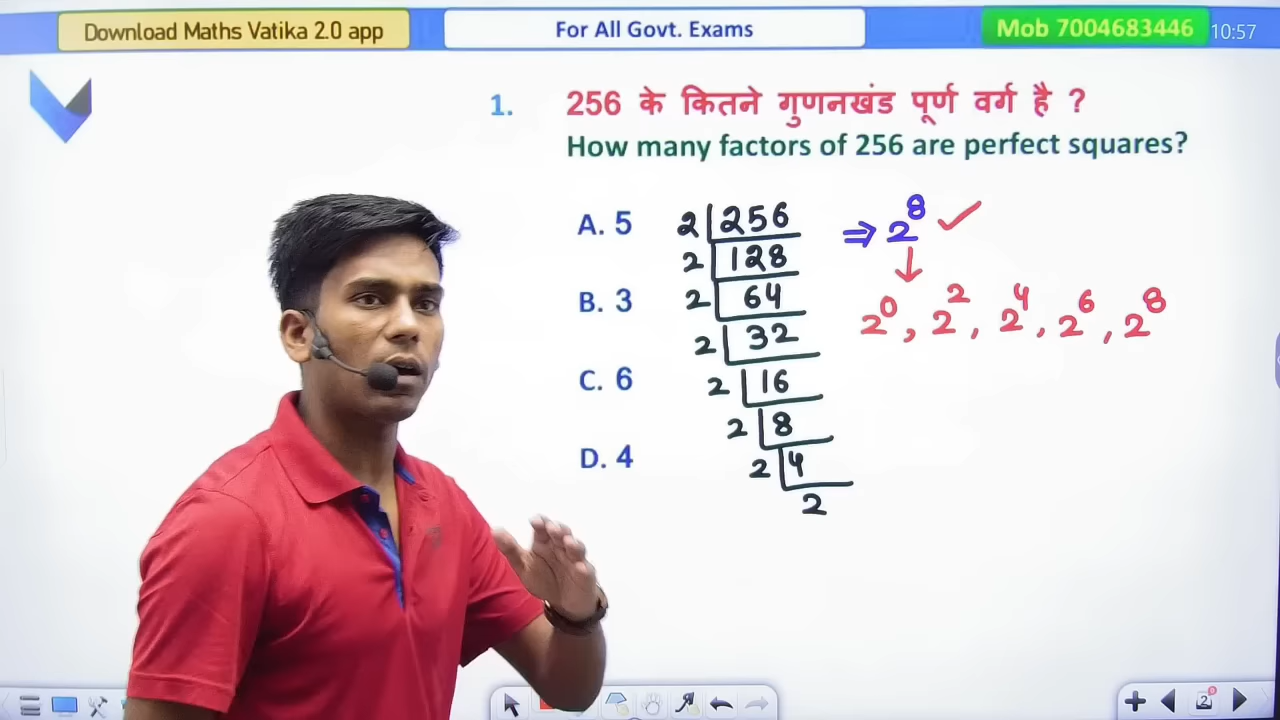 Download Maths Vatika 2.0 app
For All Govt. Exams
Mob 7004683446
10:57
1. 256 के कितने गुणनखंड पूर्ण वर्ग है ?
How many factors of 256 are perfect squares?
A. 5
B. 3
C. 6
D. 4
2 | 256
2 | 128
2 | 64
2 | 32
2 | 16
2 | 8
2 | 4
2
⇒ 2⁸ ✓
↓
2⁰, 2², 2⁴, 2⁶, 2⁸
2